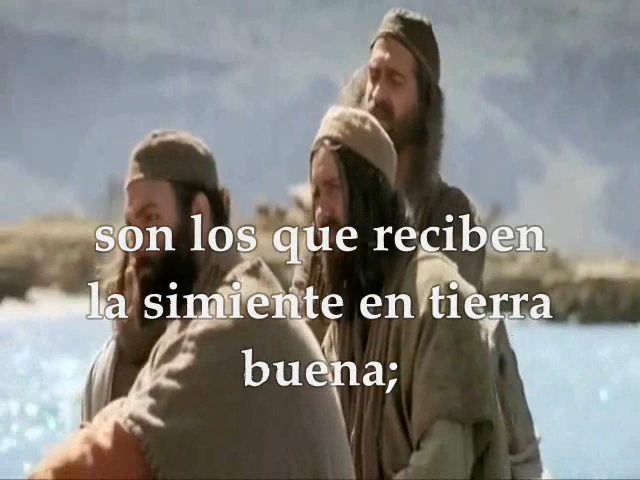 son los que reciben
la simiente en tierra
buena;